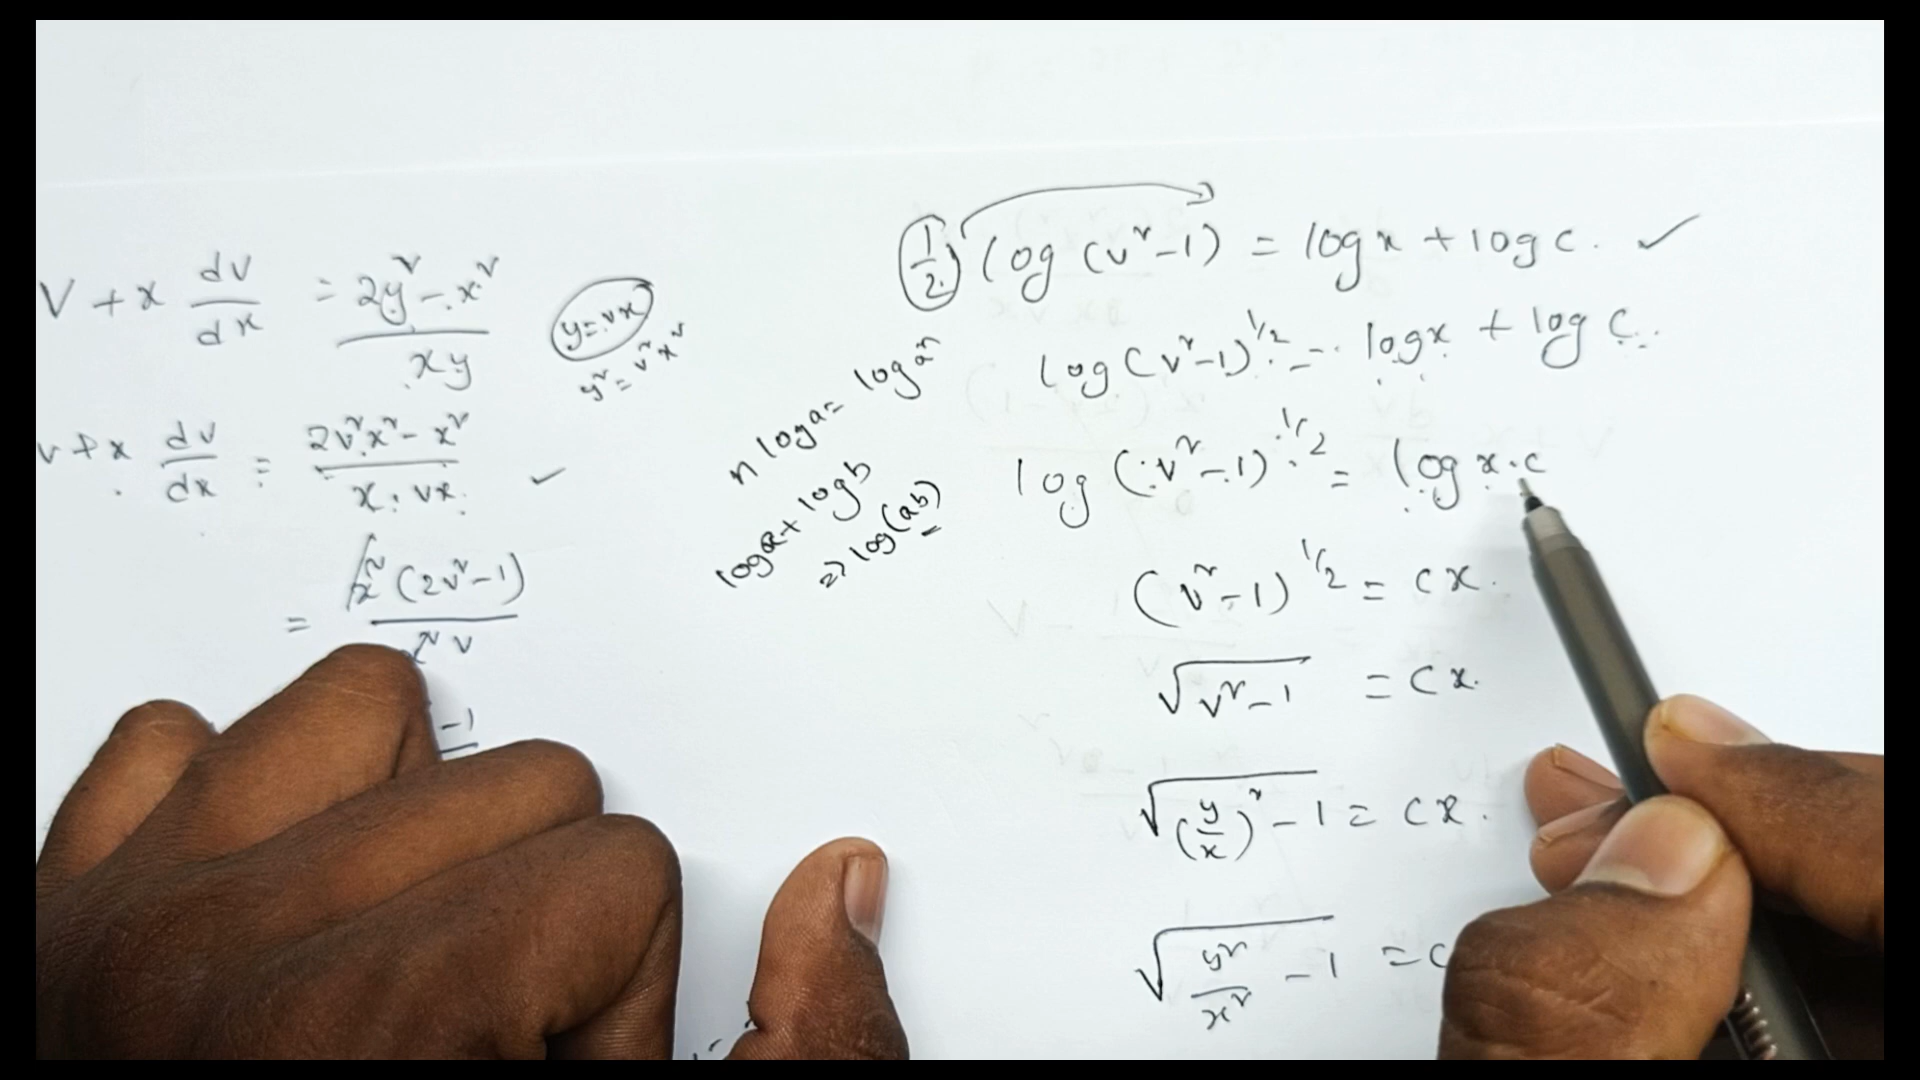 V + x dv/dx = 2y² - x² / xy
y = vx
y² = v²x²
v + x dv/dx = 2v²x² - x² / x . vx ✓
= x² (2v² - 1) / x² v
- 1
n log a = log aⁿ
log a + log b
=> log(ab)
1/2 log (v² - 1) = log x + log c. ✓
log (v² - 1)^1/2 = log x + log c.
log (v² - 1)^1/2 = log x . c
(v² - 1)^1/2 = cx.
√(v² - 1) = cx.
√((y/x)² - 1) = cx.
√(y²/x² - 1) = c